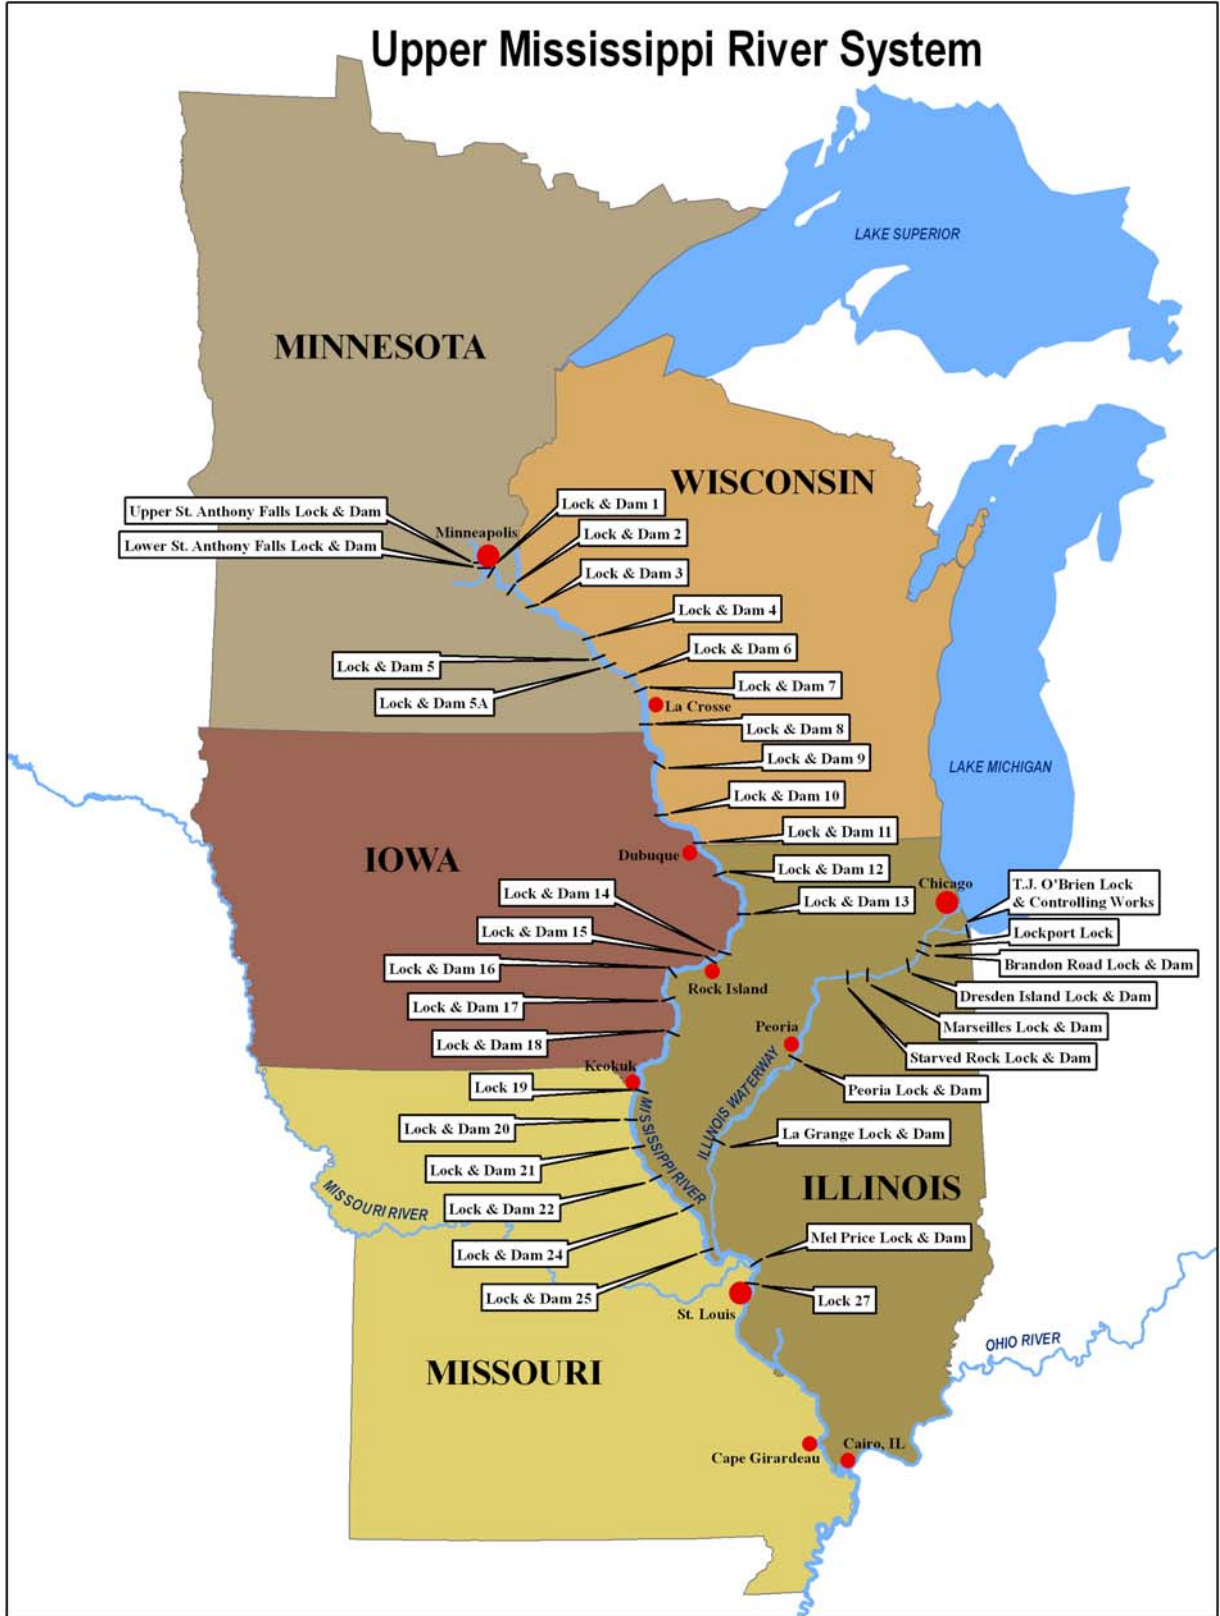 Upper Mississippi River System
LAKE SUPERIOR
MINNESOTA
WISCONSIN
Upper St. Anthony Falls Lock & Dam
Lock & Dam 1
Minneapolis
Lock & Dam 2
Lower St. Anthony Falls Lock & Dam
Lock & Dam 3
Lock & Dam 4
Lock & Dam 6
Lock & Dam 5
Lock & Dam 7
Lock & Dam 5A
La Crosse
Lock & Dam 8
Lock & Dam 9
LAKE MICHIGAN
Lock & Dam 10
Lock & Dam 11
Dubuque
IOWA
Lock & Dam 12
Chicago
T.J. O'Brien Lock
& Controlling Works
Lock & Dam 14
Lock & Dam 13
Lock & Dam 15
Lockport Lock
Lock & Dam 16
Brandon Road Lock & Dam
Rock Island
Dresden Island Lock & Dam
Lock & Dam 17
Peoria
Marseilles Lock & Dam
Lock & Dam 18
Starved Rock Lock & Dam
Keokuk
Lock 19
Peoria Lock & Dam
ILLINOIS WATERWAY
MISSISSIPPI RIVER
Lock & Dam 20
La Grange Lock & Dam
Lock & Dam 21
ILLINOIS
MISSOURI RIVER
Lock & Dam 22
Mel Price Lock & Dam
Lock & Dam 24
Lock & Dam 25
Lock 27
St. Louis
OHIO RIVER
MISSOURI
Cairo, IL
Cape Girardeau